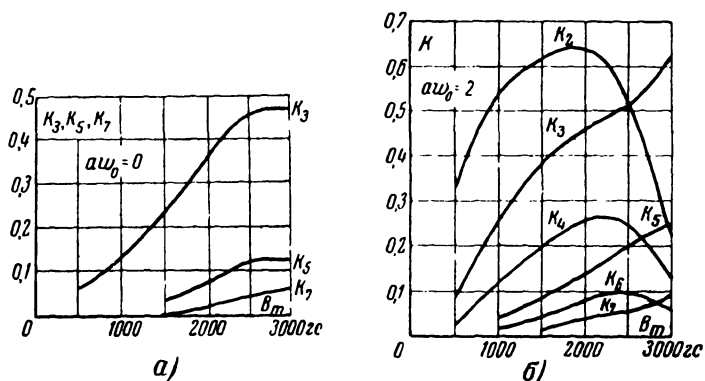 0,5
0,4
0,3
0,2
0,1
0
K₃, K₅, K₇
aw₀=0
K₃
K₅
K₇
Bₘ
1000
2000
3000гс
а)
0,7
0,6
0,5
0,4
0,3
0,2
0,1
0
K
aw₀=2
K₂
K₃
K₄
K₅
K₆
K₇
Bₘ
1000
2000
3000гс
б)